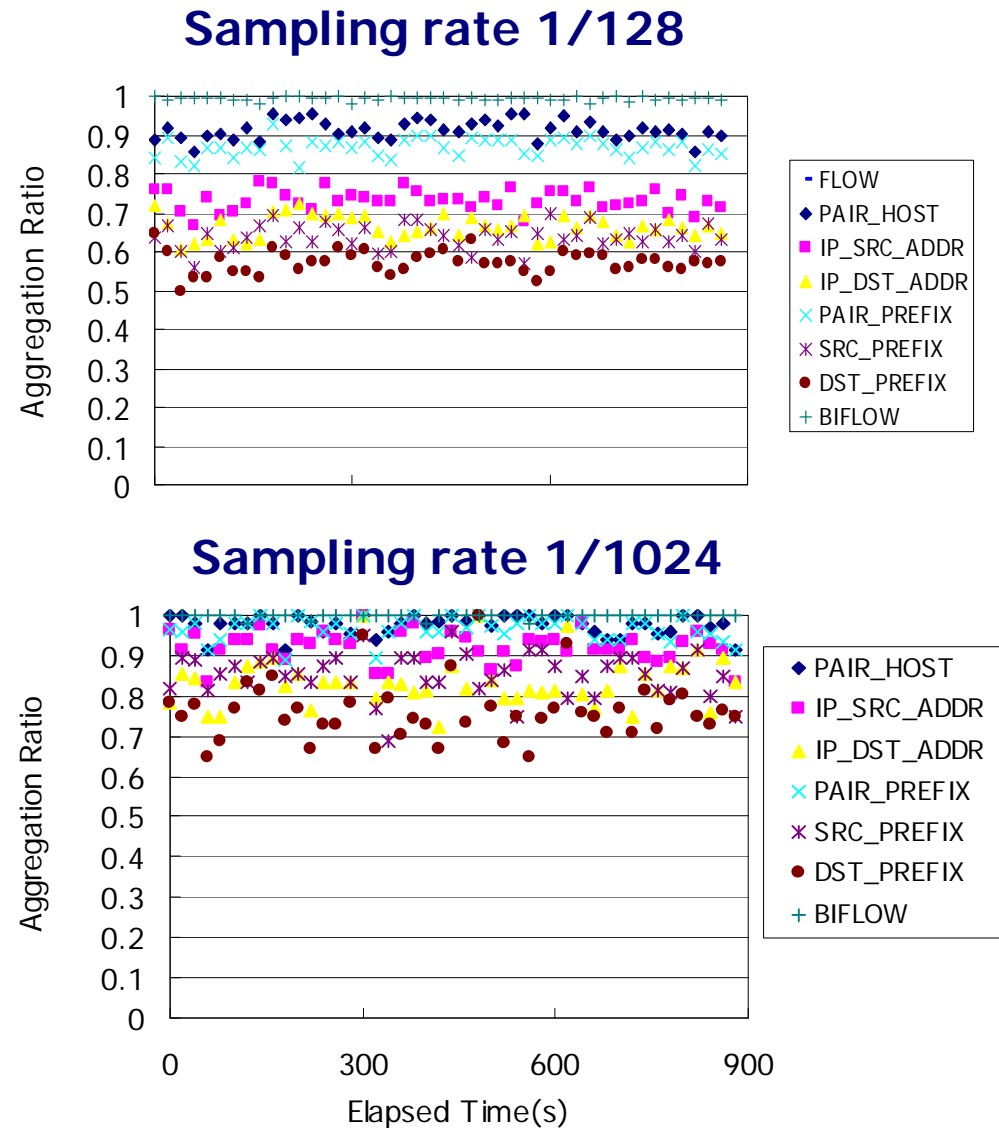 Sampling rate 1/128
Aggregation Ratio
1
0.9
0.8
0.7
0.6
0.5
0.4
0.3
0.2
0.1
0
FLOW
PAIR_HOST
IP_SRC_ADDR
IP_DST_ADDR
PAIR_PREFIX
SRC_PREFIX
DST_PREFIX
BIFLOW
Sampling rate 1/1024
Aggregation Ratio
1
0.9
0.8
0.7
0.6
0.5
0.4
0.3
0.2
0.1
0
0 300 600 900
Elapsed Time(s)
PAIR_HOST
IP_SRC_ADDR
IP_DST_ADDR
PAIR_PREFIX
SRC_PREFIX
DST_PREFIX
BIFLOW